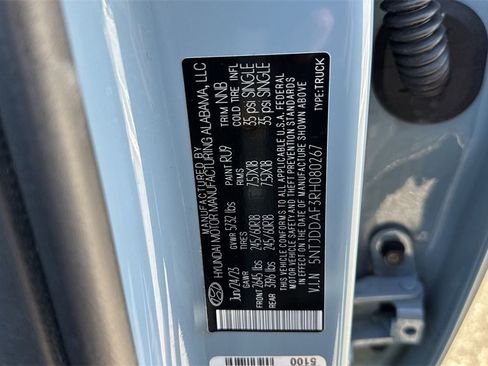 MANUFACTURED BY
HYUNDAI MOTOR MANUFACTURING ALABAMA, LLC
Jun/24/23 GVWR 5732 lbs PAINT RU9 TRIM NNB
TIRES COLD TIRE INFL
FRONT 2645 lbs 245/60R18 7.5JX18 35 psi SINGLE
REAR 3196 lbs 245/60R18 7.5JX18 35 psi SINGLE
THIS VEHICLE CONFORMS TO ALL APPLICABLE U.S.A. FEDERAL
MOTOR VEHICLE SAFETY, BUMPER, AND THEFT PREVENTION STANDARDS
IN EFFECT ON THE DATE OF MANUFACTURE SHOWN ABOVE
V.I.N 5NTJDDAF3RH080267 TYPE:TRUCK
5100